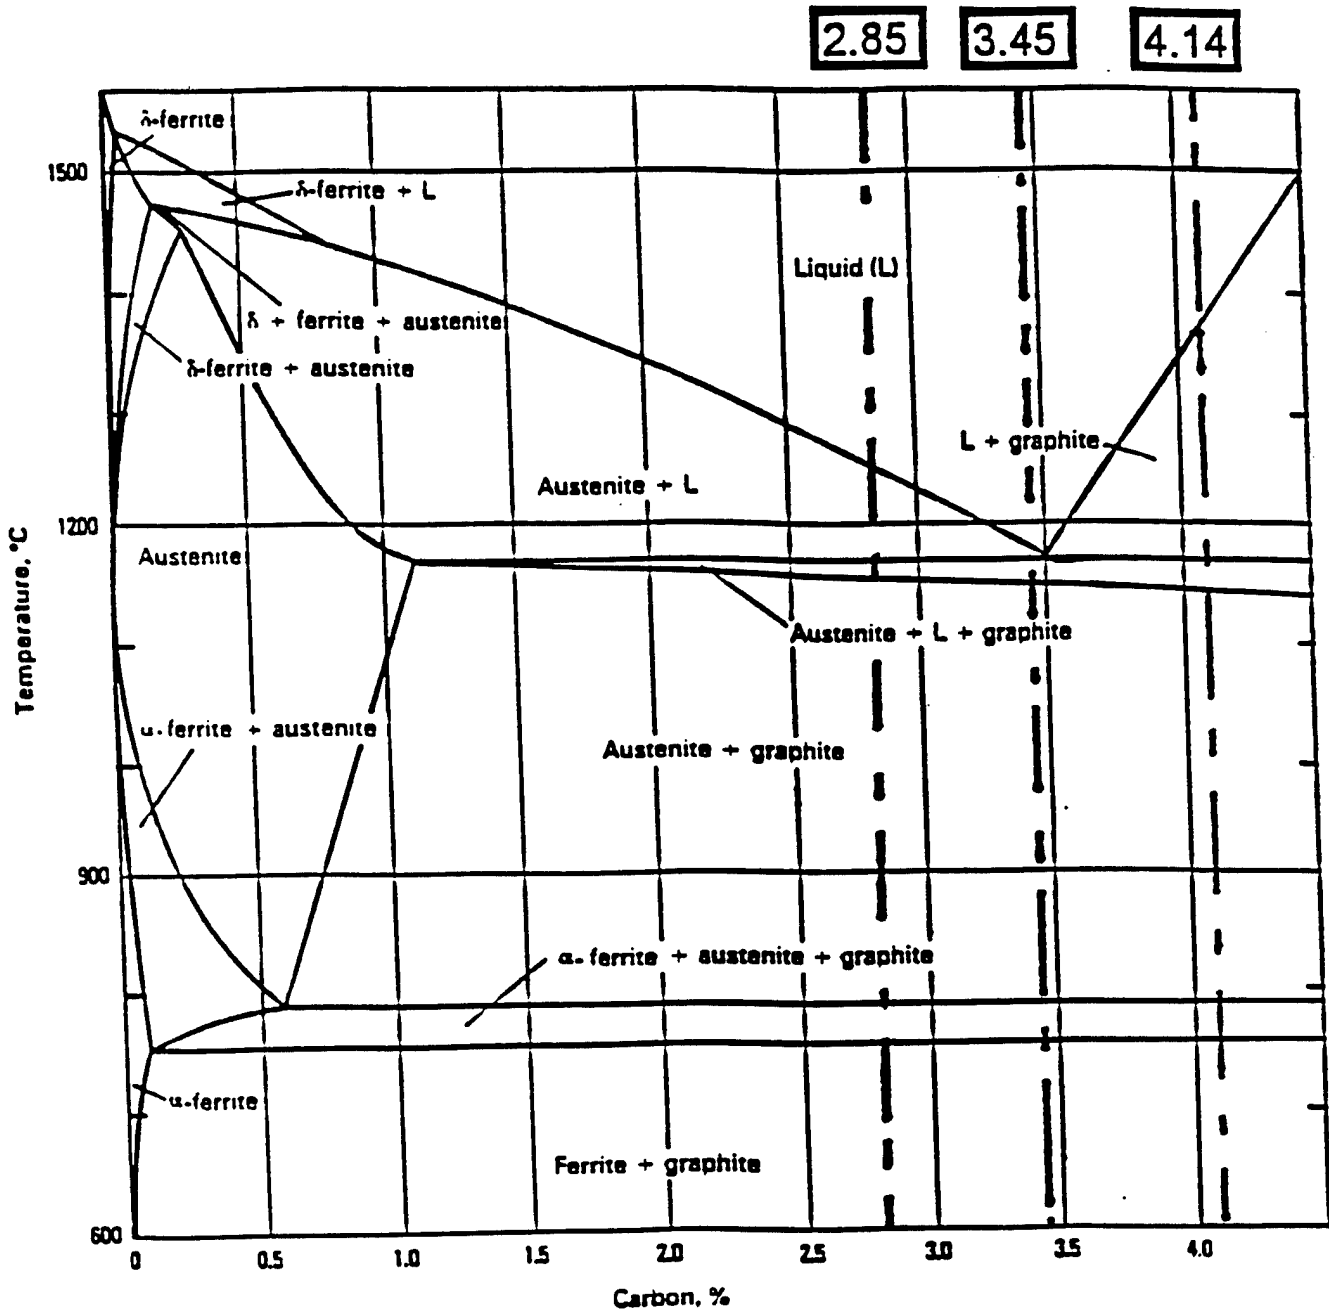 2.85 3.45 4.14
δ-ferrite
1500
δ-ferrite + L
Liquid (L)
δ + ferrite + austenite
δ-ferrite + austenite
L + graphite
Austenite + L
1200
Austenite
Austenite + L + graphite
α-ferrite + austenite
Austenite + graphite
900
α-ferrite + austenite + graphite
α-ferrite
Ferrite + graphite
600
0 0.5 1.0 1.5 2.0 2.5 3.0 3.5 4.0
Carbon, %
Temperature, °C